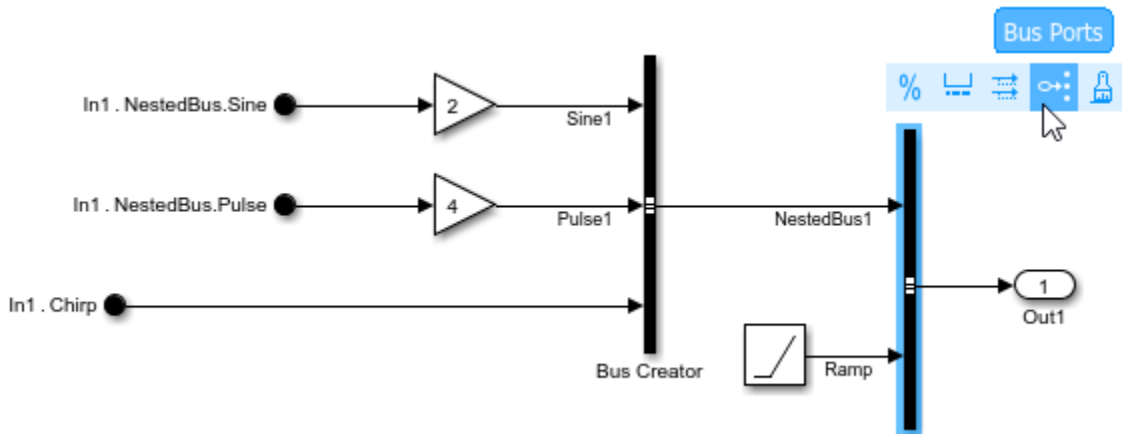 Bus Ports
%
In1 . NestedBus.Sine
2
Sine1
In1 . NestedBus.Pulse
4
Pulse1
NestedBus1
1
Out1
In1 . Chirp
Ramp
Bus Creator